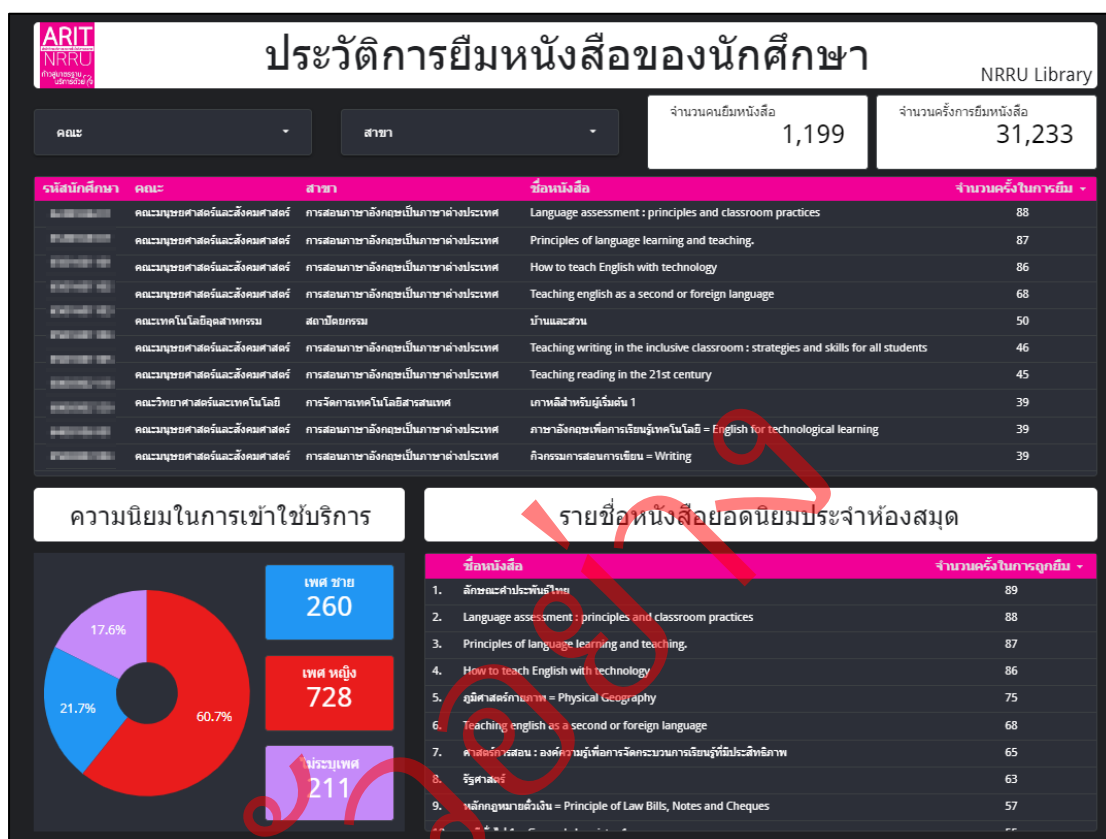 ARIT
NRRU
ประวัติการยืมหนังสือของนักศึกษา
NRRU Library
คณะ
สาขา
จำนวนคนยืมหนังสือ
1,199
จำนวนครั้งการยืมหนังสือ
31,233
รหัสนักศึกษา คณะ สาขา ชื่อหนังสือ จำนวนครั้งในการยืม
คณะมนุษยศาสตร์และสังคมศาสตร์ การสอนภาษาอังกฤษเป็นภาษาต่างประเทศ Language assessment : principles and classroom practices 88
คณะมนุษยศาสตร์และสังคมศาสตร์ การสอนภาษาอังกฤษเป็นภาษาต่างประเทศ Principles of language learning and teaching. 87
คณะมนุษยศาสตร์และสังคมศาสตร์ การสอนภาษาอังกฤษเป็นภาษาต่างประเทศ How to teach English with technology 86
คณะมนุษยศาสตร์และสังคมศาสตร์ การสอนภาษาอังกฤษเป็นภาษาต่างประเทศ Teaching english as a second or foreign language 68
คณะเทคโนโลยีอุตสาหกรรม สถาปัตยกรรม บ้านและสวน 50
คณะมนุษยศาสตร์และสังคมศาสตร์ การสอนภาษาอังกฤษเป็นภาษาต่างประเทศ Teaching writing in the inclusive classroom : strategies and skills for all students 46
คณะมนุษยศาสตร์และสังคมศาสตร์ การสอนภาษาอังกฤษเป็นภาษาต่างประเทศ Teaching reading in the 21st century 45
คณะวิทยาศาสตร์และเทคโนโลยี การจัดการเทคโนโลยีสารสนเทศ เกาหลีสำหรับผู้เริ่มต้น 1 39
คณะมนุษยศาสตร์และสังคมศาสตร์ การสอนภาษาอังกฤษเป็นภาษาต่างประเทศ ภาษาอังกฤษเพื่อการเรียนรู้เทคโนโลยี = English for technological learning 39
คณะมนุษยศาสตร์และสังคมศาสตร์ การสอนภาษาอังกฤษเป็นภาษาต่างประเทศ กิจกรรมการสอนการเขียน = Writing 39
ความนิยมในการเข้าใช้บริการ
17.6%
21.7%
60.7%
เพศ ชาย
260
เพศ หญิง
728
ไม่ระบุเพศ
211
รายชื่อหนังสือยอดนิยมประจำห้องสมุด
ชื่อหนังสือ จำนวนครั้งในการถูกยืม
1. ลักษณะคำประพันธ์ไทย 89
2. Language assessment : principles and classroom practices 88
3. Principles of language learning and teaching. 87
4. How to teach English with technology 86
5. ภูมิศาสตร์กายภาพ = Physical Geography 75
6. Teaching english as a second or foreign language 68
7. ศาสตร์การสอน : องค์ความรู้เพื่อการจัดกระบวนการเรียนรู้ที่มีประสิทธิภาพ 65
8. รัฐศาสตร์ 63
9. หลักกฎหมายตั๋วเงิน = Principle of Law Bills, Notes and Cheques 57
ตัวอย่าง